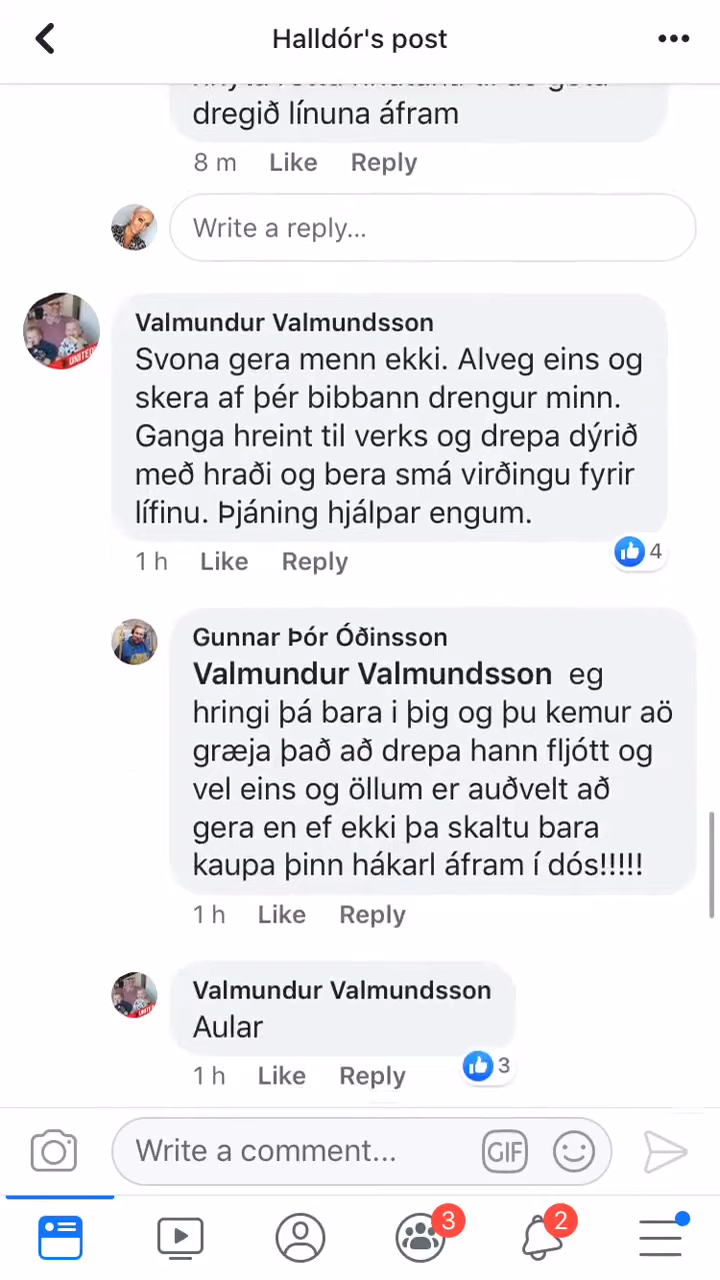 Halldór's post
dregið línuna áfram
8 m Like Reply
Write a reply...
Valmundur Valmundsson
Svona gera menn ekki. Alveg eins og
skera af þér bibbann drengur minn.
Ganga hreint til verks og drepa dýrið
með hraði og bera smá virðingu fyrir
lífinu. Þjáning hjálpar engum.
1 h Like Reply 4
Gunnar Þór Óðinsson
Valmundur Valmundsson eg
hringi þá bara i þig og þu kemur aö
græja það að drepa hann fljótt og
vel eins og öllum er auðvelt að
gera en ef ekki þa skaltu bara
kaupa þinn hákarl áfram í dós!!!!!
1 h Like Reply
Valmundur Valmundsson
Aular
1 h Like Reply 3
Write a comment... GIF
3 2